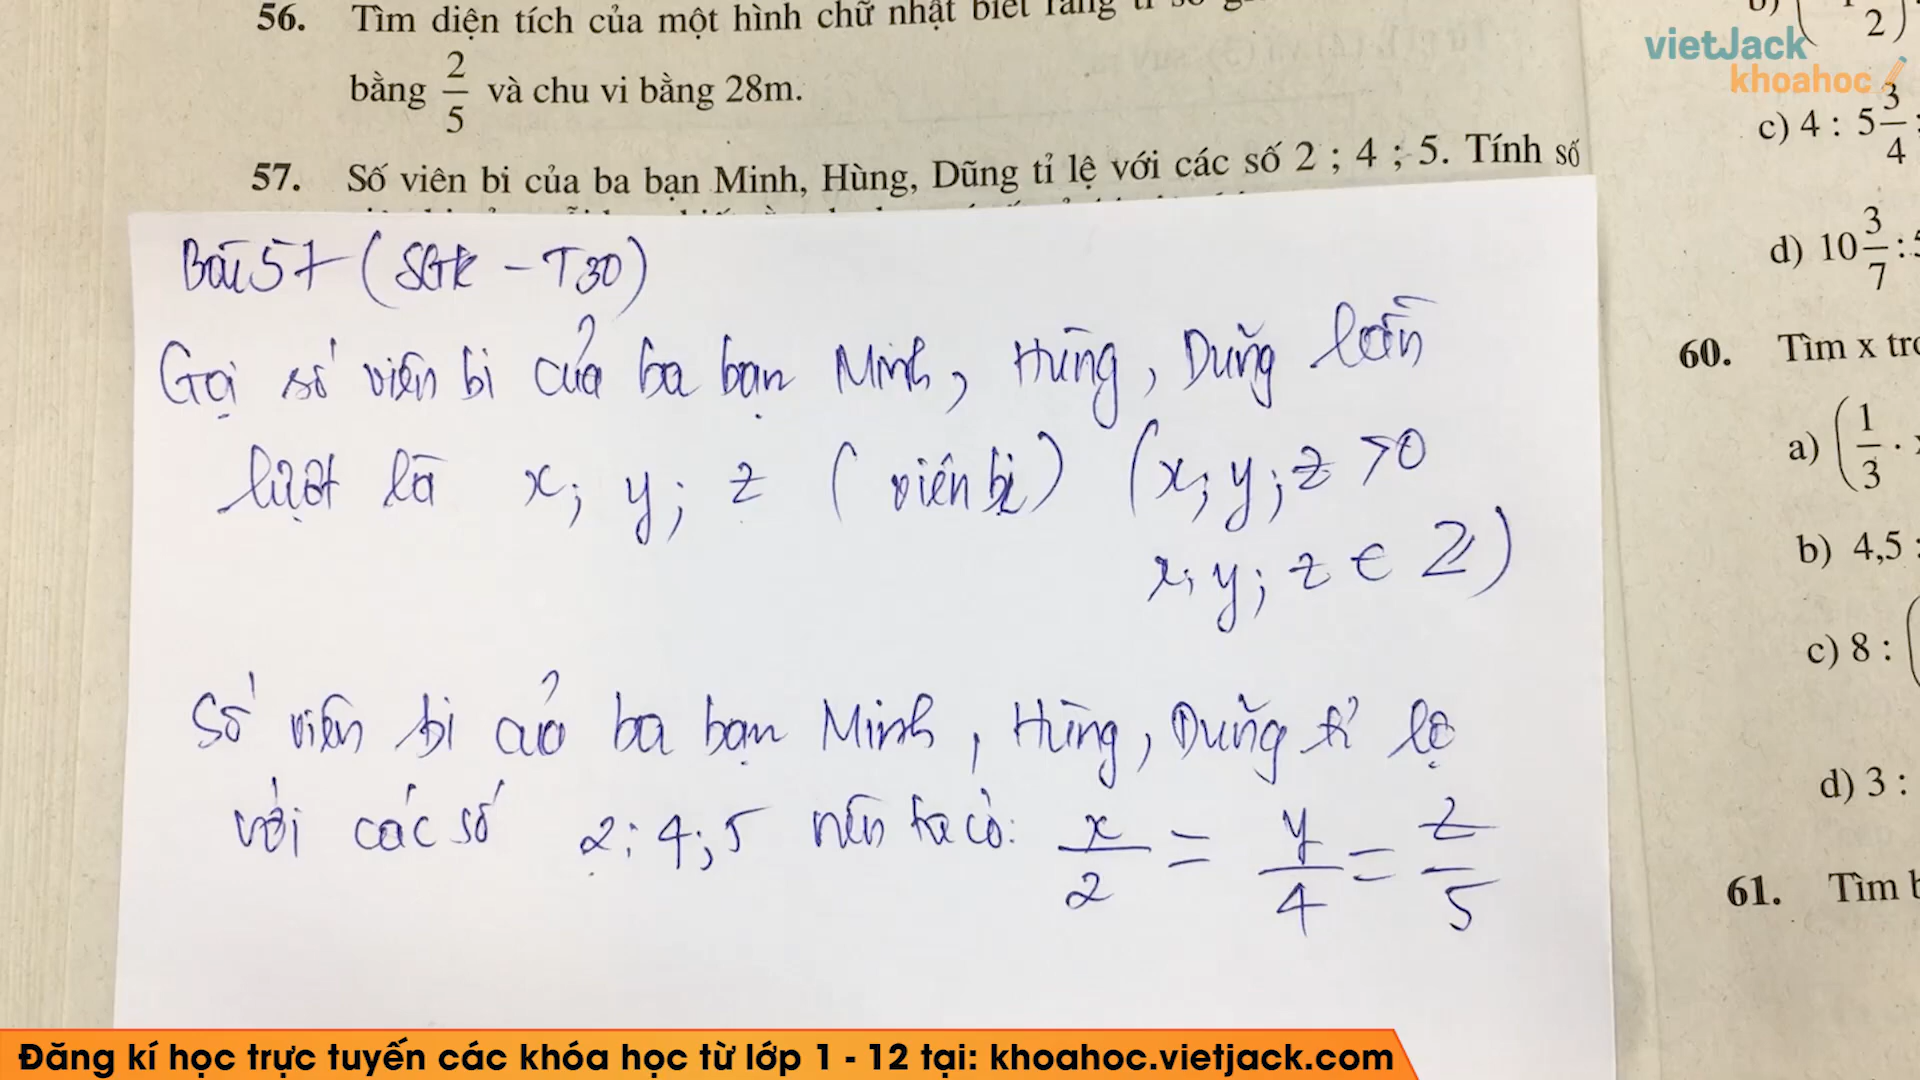 56. Tìm diện tích của một hình chữ nhật biết rằng tỉ số
bằng 2/5 và chu vi bằng 28m.
57. Số viên bi của ba bạn Minh, Hùng, Dũng tỉ lệ với các số 2 ; 4 ; 5. Tính số
Bài 57 (SGK - T30)
Gọi số viên bi của ba bạn Minh, Hùng, Dũng lần
lượt là x; y; z (viên bi) (x; y; z > 0
x; y; z ∈ Z)
Số viên bi của ba bạn Minh, Hùng, Dũng tỉ lệ
với các số 2; 4; 5 nên ta có: x/2 = y/4 = z/5
vietJack
khoahoc
c) 4 : 5 3/4 :
d) 10 3/7 : 5
60. Tìm x
a) (1/3 .
b) 4,5 :
c) 8 : (
d) 3 :
61. Tìm
Đăng kí học trực tuyến các khóa học từ lớp 1 - 12 tại: khoahoc.vietjack.com